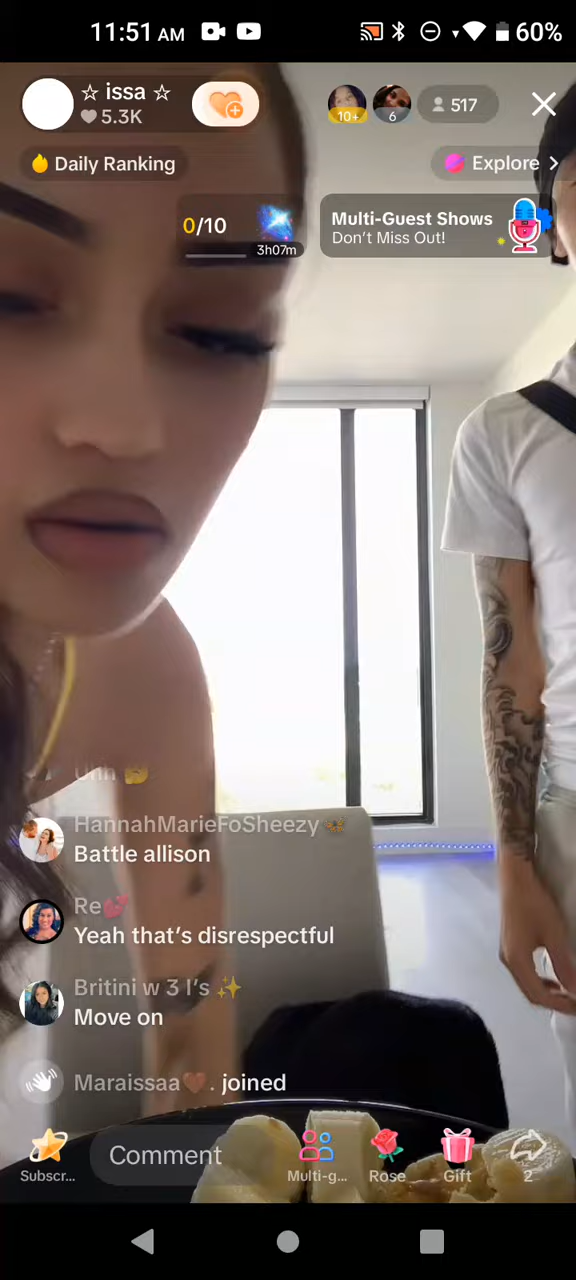 11:51 AM
60%
☆ issa ☆
5.3K
10+
6
517
Daily Ranking
Explore >
0/10
3h07m
Multi-Guest Shows
Don't Miss Out!
Uhh 🤔
HannahMarieFoSheezy
Battle allison
Re💕
Yeah that's disrespectful
Britini w 3 I's ✨
Move on
Maraissaa🤎. joined
Subscr...
Comment
Multi-g...
Rose
Gift
2